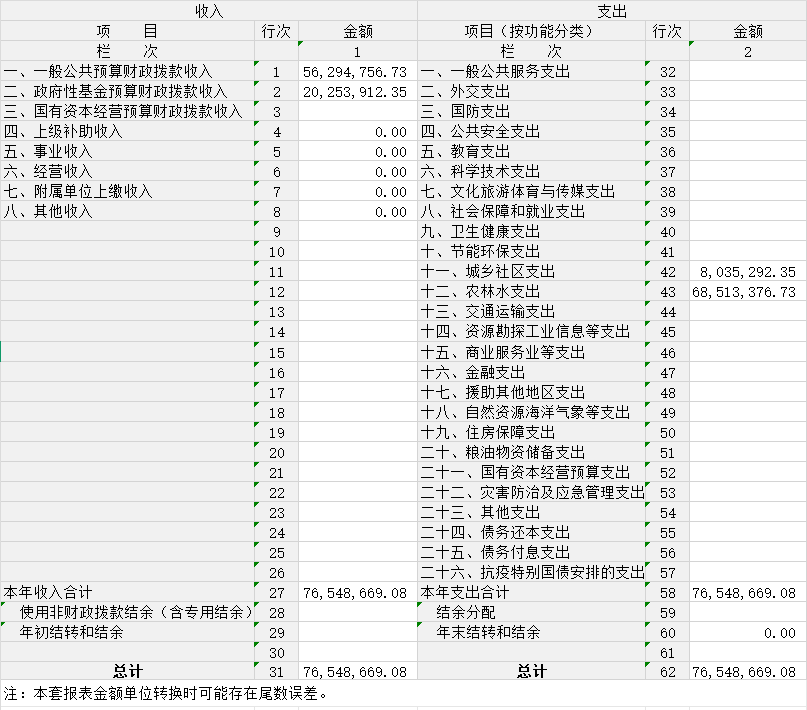 收入 支出
项 目 行次 金额 项目（按功能分类） 行次 金额
栏 次 1 栏 次 2
一、一般公共预算财政拨款收入 1 56,294,756.73 一、一般公共服务支出 32
二、政府性基金预算财政拨款收入 2 20,253,912.35 二、外交支出 33
三、国有资本经营预算财政拨款收入 3 三、国防支出 34
四、上级补助收入 4 0.00 四、公共安全支出 35
五、事业收入 5 0.00 五、教育支出 36
六、经营收入 6 0.00 六、科学技术支出 37
七、附属单位上缴收入 7 0.00 七、文化旅游体育与传媒支出 38
八、其他收入 8 0.00 八、社会保障和就业支出 39
9 九、卫生健康支出 40
10 十、节能环保支出 41
11 十一、城乡社区支出 42 8,035,292.35
12 十二、农林水支出 43 68,513,376.73
13 十三、交通运输支出 44
14 十四、资源勘探工业信息等支出 45
15 十五、商业服务业等支出 46
16 十六、金融支出 47
17 十七、援助其他地区支出 48
18 十八、自然资源海洋气象等支出 49
19 十九、住房保障支出 50
20 二十、粮油物资储备支出 51
21 二十一、国有资本经营预算支出 52
22 二十二、灾害防治及应急管理支出 53
23 二十三、其他支出 54
24 二十四、债务还本支出 55
25 二十五、债务付息支出 56
26 二十六、抗疫特别国债安排的支出 57
本年收入合计 27 76,548,669.08 本年支出合计 58 76,548,669.08
使用非财政拨款结余（含专用结余） 28 结余分配 59
年初结转和结余 29 年末结转和结余 60 0.00
30 61
总计 31 76,548,669.08 总计 62 76,548,669.08
注：本套报表金额单位转换时可能存在尾数误差。